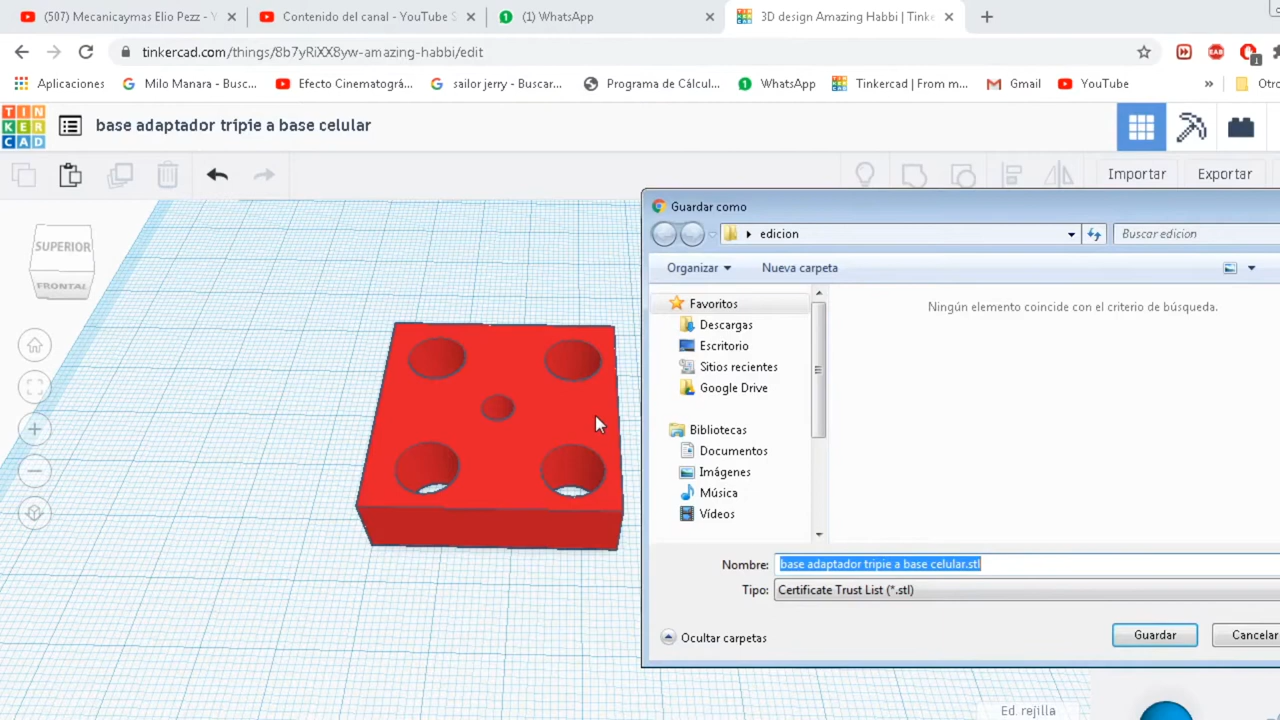 (507) Mecanicaymas Elio Pezz - Y
Contenido del canal - YouTube S
(1) WhatsApp
3D design Amazing Habbi | Tinke
tinkercad.com/things/8b7yRiXX8yw-amazing-habbi/edit
Aplicaciones
Milo Manara - Busc...
Efecto Cinematográ...
sailor jerry - Buscar...
Programa de Cálcul...
WhatsApp
Tinkercad | From m...
Gmail
YouTube
»
Otro
TIN
KER
CAD
base adaptador tripie a base celular
Importar
Exportar
SUPERIOR
FRONTAL
Guardar como
edicion
Buscar edicion
Organizar
Nueva carpeta
Favoritos
Descargas
Escritorio
Sitios recientes
Google Drive
Bibliotecas
Documentos
Imágenes
Música
Vídeos
Ningún elemento coincide con el criterio de búsqueda.
Nombre: base adaptador tripie a base celular.stl
Tipo: Certificate Trust List (*.stl)
Ocultar carpetas
Guardar
Cancelar
Ed. rejilla